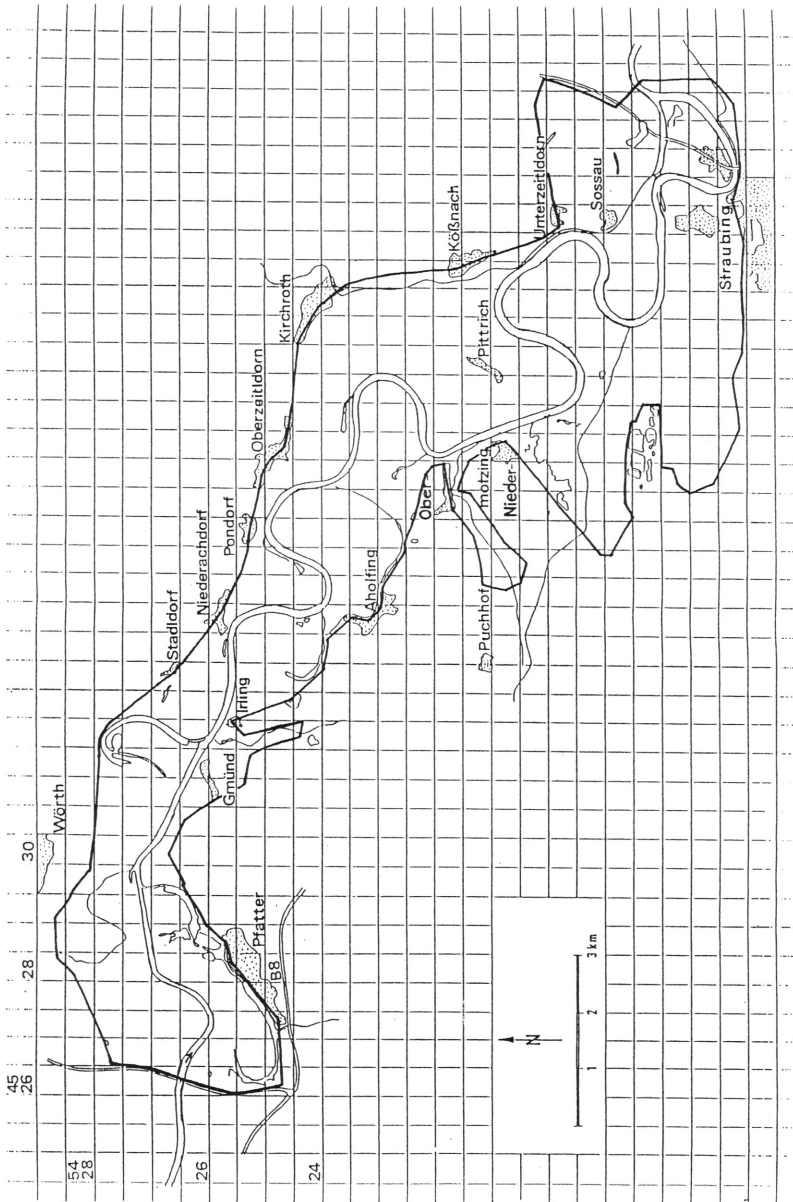 45
26
28
30
Wörth
54
28
26
24
Stadldorf
Niederachdorf
Pondorf
Oberzeitldorn
Kirchroth
Kößnach
Unterzeitldorn
Sossau
Straubing
Pittrich
Ober-
motzing
Nieder-
Aholfing
Puchhof
Irling
Gmünd
Pfatter
B8
N
1
2
3 km